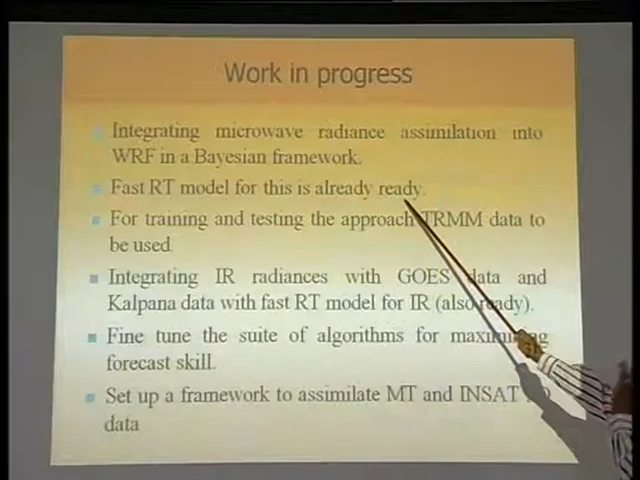 Work in progress
Integrating microwave radiance assimilation into
WRF in a Bayesian framework.
Fast RT model for this is already ready.
For training and testing the approach TRMM data to
be used
Integrating IR radiances with GOES data and
Kalpana data with fast RT model for IR (also ready).
Fine tune the suite of algorithms for maximizing
forecast skill.
Set up a framework to assimilate MT and INSAT
data